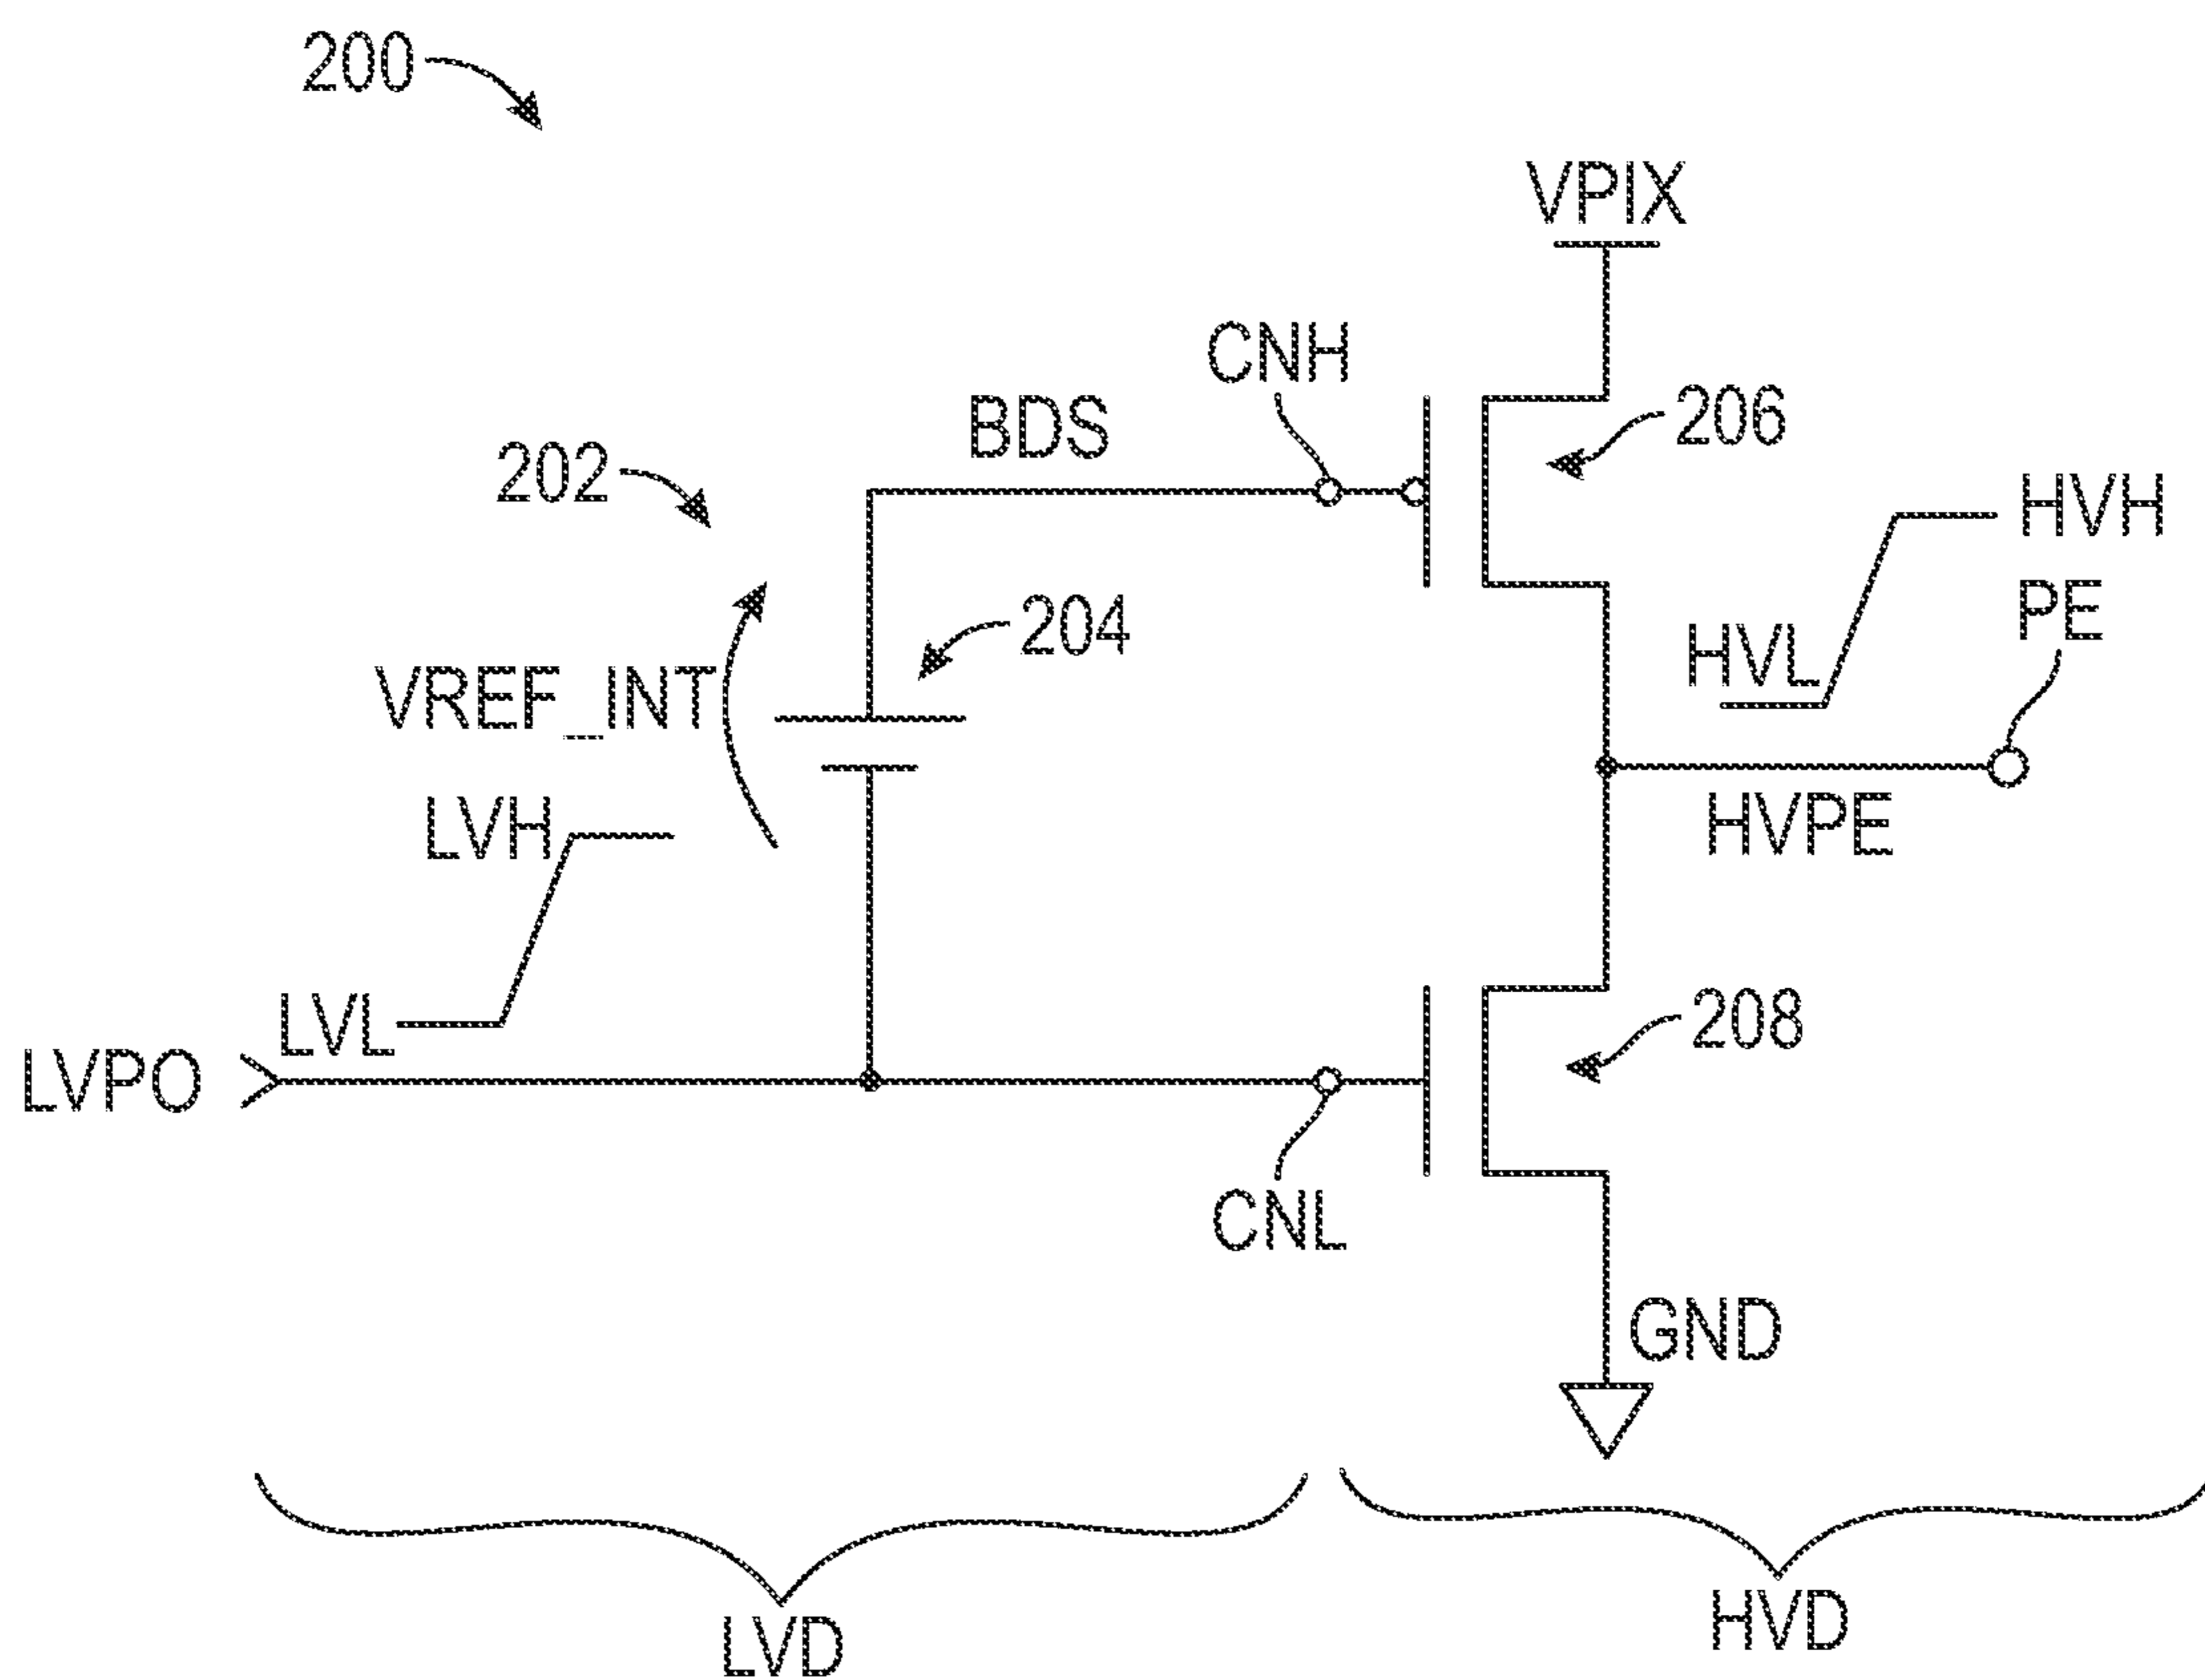 200
VPIX
CNH
BDS
206
202
HVH
204
PE
HVL
VREF_INT
LVH
HVPE
LVL
208
LVPO
CNL
GND
LVD
HVD